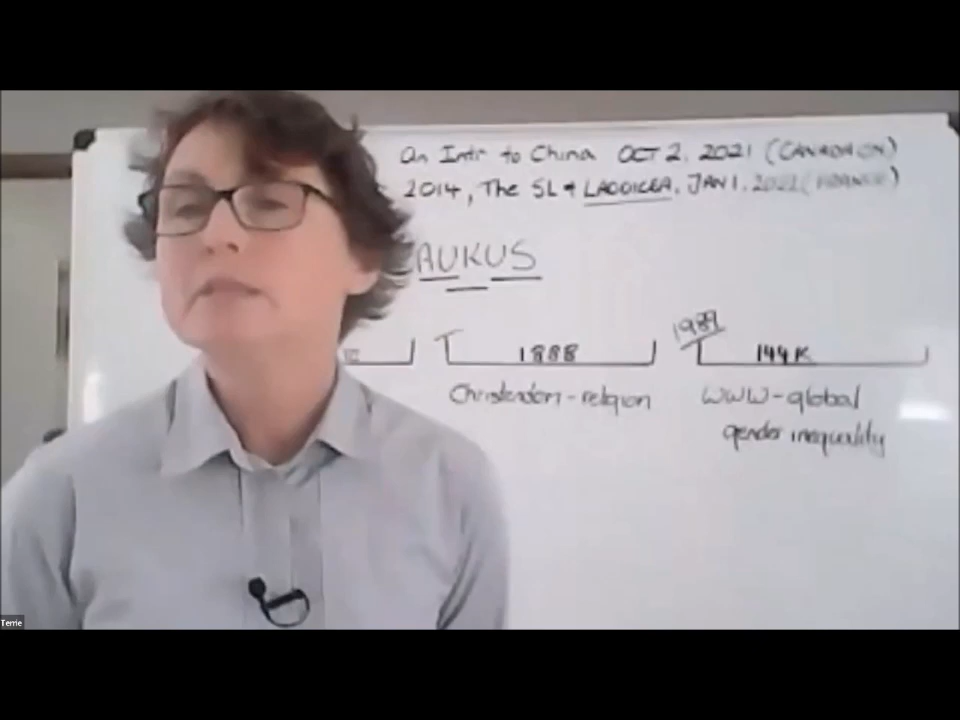 An Intr to China OCT 2, 2021 (CANADA ON)
2014, The SL & LAODICEA, JAN 1, 2022 (FRANCE)
AUKUS
1989
1888
144K
Christendom - religion
WWW - global
gender inequality
Terrie